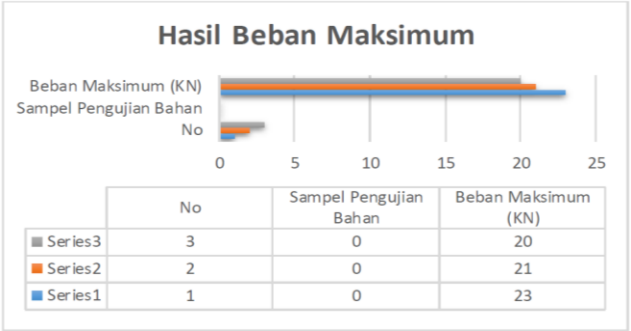 Hasil Beban Maksimum
Beban Maksimum (KN)
Sampel Pengujian Bahan
No
0 5 10 15 20 25
No Sampel Pengujian Bahan Beban Maksimum (KN)
Series3 3 0 20
Series2 2 0 21
Series1 1 0 23